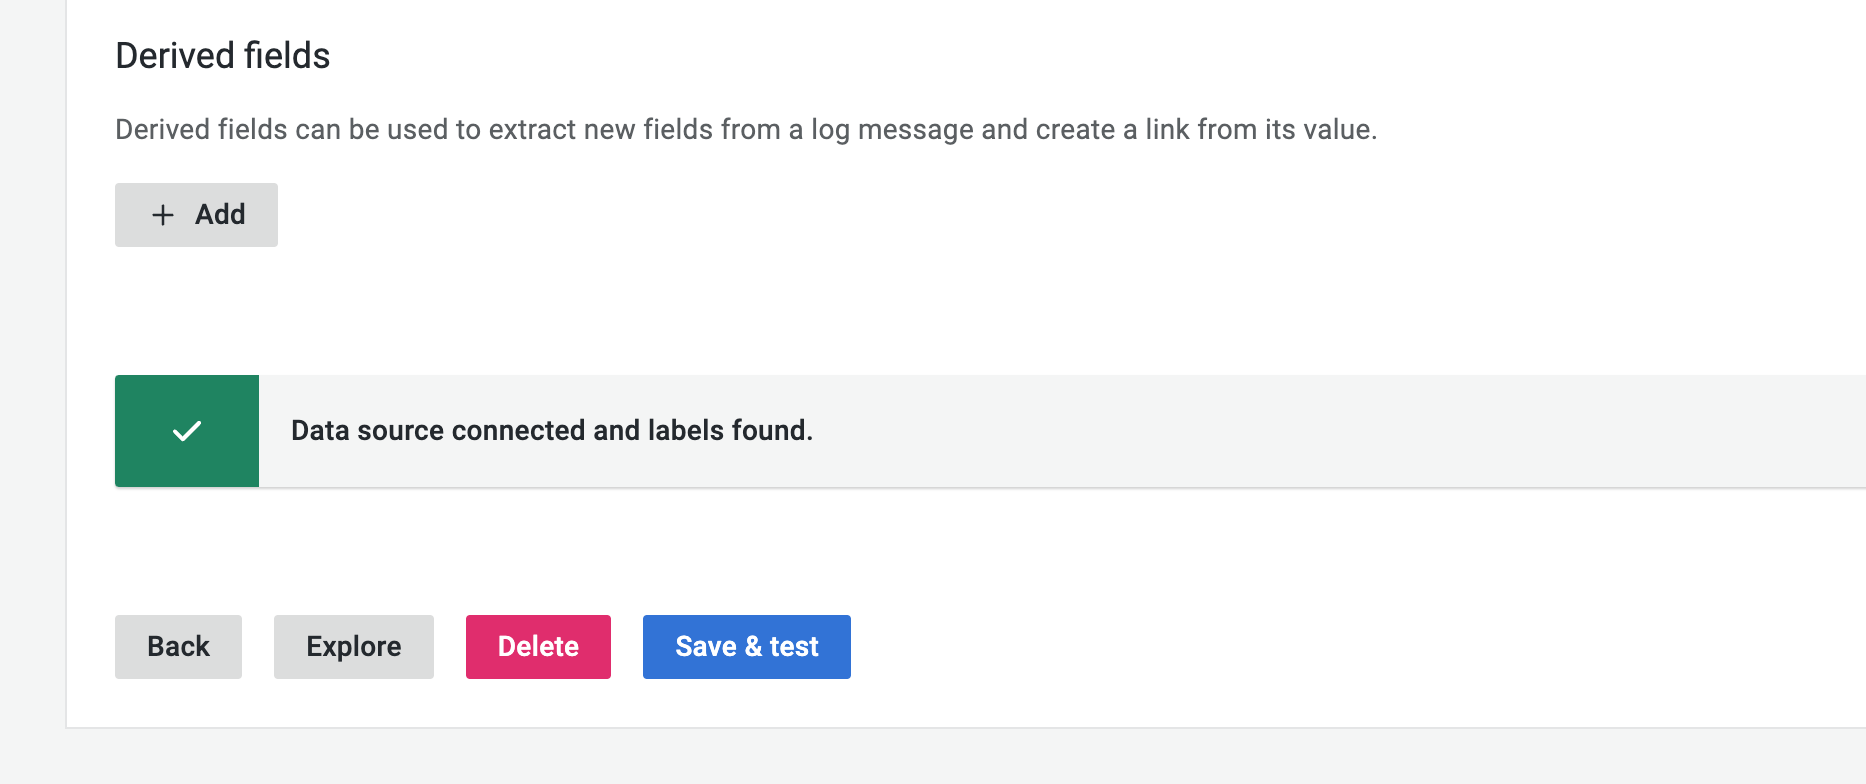 Derived fields
Derived fields can be used to extract new fields from a log message and create a link from its value.
+ Add
Data source connected and labels found.
Back Explore Delete Save & test